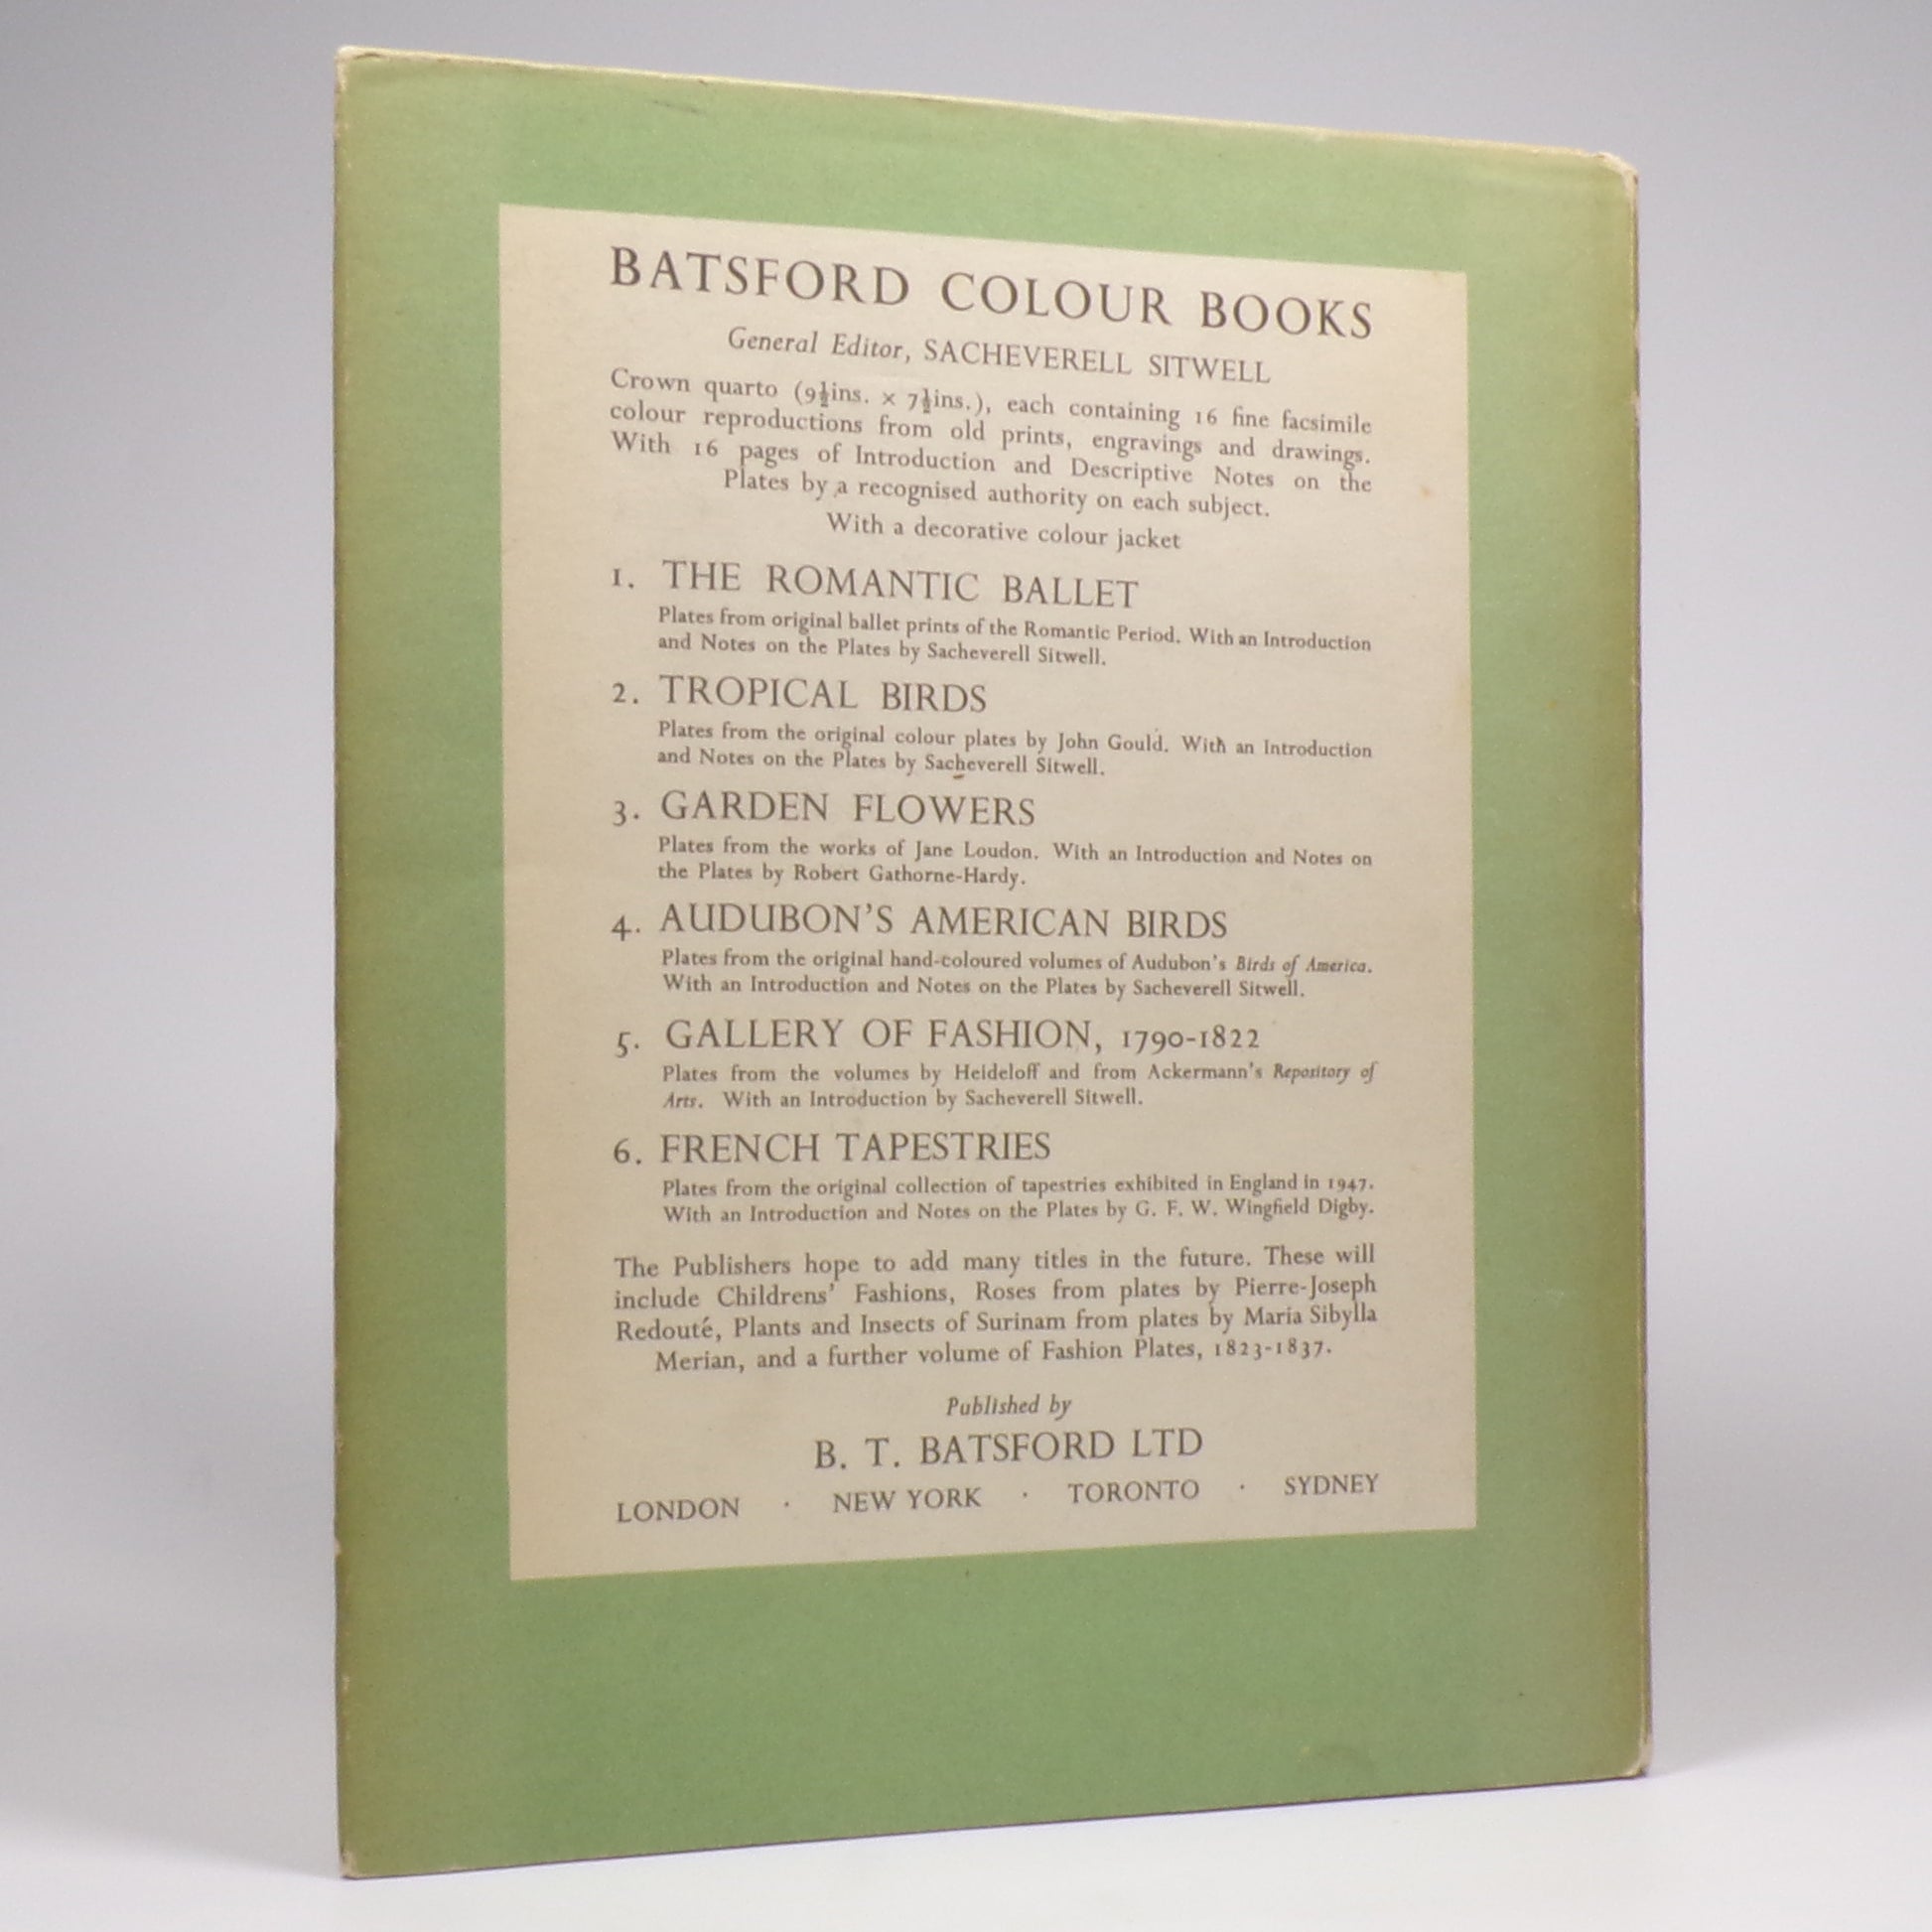 BATSFORD COLOUR BOOKS
General Editor, SACHEVERELL SITWELL
Crown quarto (9½ins. × 7½ins.), each containing 16 fine facsimile
colour reproductions from old prints, engravings and drawings.
With 16 pages of Introduction and Descriptive Notes on the
Plates by a recognised authority on each subject.
With a decorative colour jacket
1. THE ROMANTIC BALLET
Plates from original ballet prints of the Romantic Period. With an Introduction
and Notes on the Plates by Sacheverell Sitwell.
2. TROPICAL BIRDS
Plates from the original colour plates by John Gould. With an Introduction
and Notes on the Plates by Sacheverell Sitwell.
3. GARDEN FLOWERS
Plates from the works of Jane Loudon. With an Introduction and Notes on
the Plates by Robert Gathorne-Hardy.
4. AUDUBON'S AMERICAN BIRDS
Plates from the original hand-coloured volumes of Audubon's Birds of America.
With an Introduction and Notes on the Plates by Sacheverell Sitwell.
5. GALLERY OF FASHION, 1790-1822
Plates from the volumes by Heideloff and from Ackermann's Repository of
Arts. With an Introduction by Sacheverell Sitwell.
6. FRENCH TAPESTRIES
Plates from the original collection of tapestries exhibited in England in 1947.
With an Introduction and Notes on the Plates by G. F. W. Wingfield Digby.
The Publishers hope to add many titles in the future. These will
include Childrens' Fashions, Roses from plates by Pierre-Joseph
Redouté, Plants and Insects of Surinam from plates by Maria Sibylla
Merian, and a further volume of Fashion Plates, 1823-1837.
Published by
B. T. BATSFORD LTD
LONDON · NEW YORK · TORONTO · SYDNEY